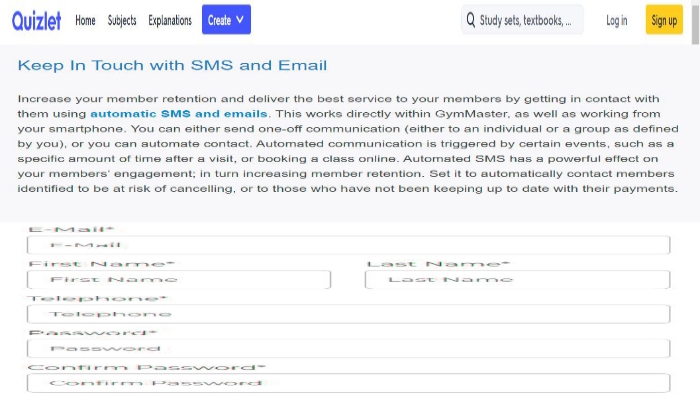 Quizlet Home Subjects Explanations Create Study sets, textbooks, ... Log in Sign up
Keep In Touch with SMS and Email
Increase your member retention and deliver the best service to your members by getting in contact with
them using automatic SMS and emails. This works directly within GymMaster, as well as working from
your smartphone. You can either send one-off communication (either to an individual or a group as defined
by you), or you can automate contact. Automated communication is triggered by certain events, such as a
specific amount of time after a visit, or booking a class online. Automated SMS has a powerful effect on
your members' engagement; in turn increasing member retention. Set it to automatically contact members
identified to be at risk of cancelling, or to those who have not been keeping up to date with their payments.
E-Mail*
E-Mail
First Name* Last Name*
First Name Last Name
Telephone*
Telephone
Password*
Password
Confirm Password*
Confirm Password